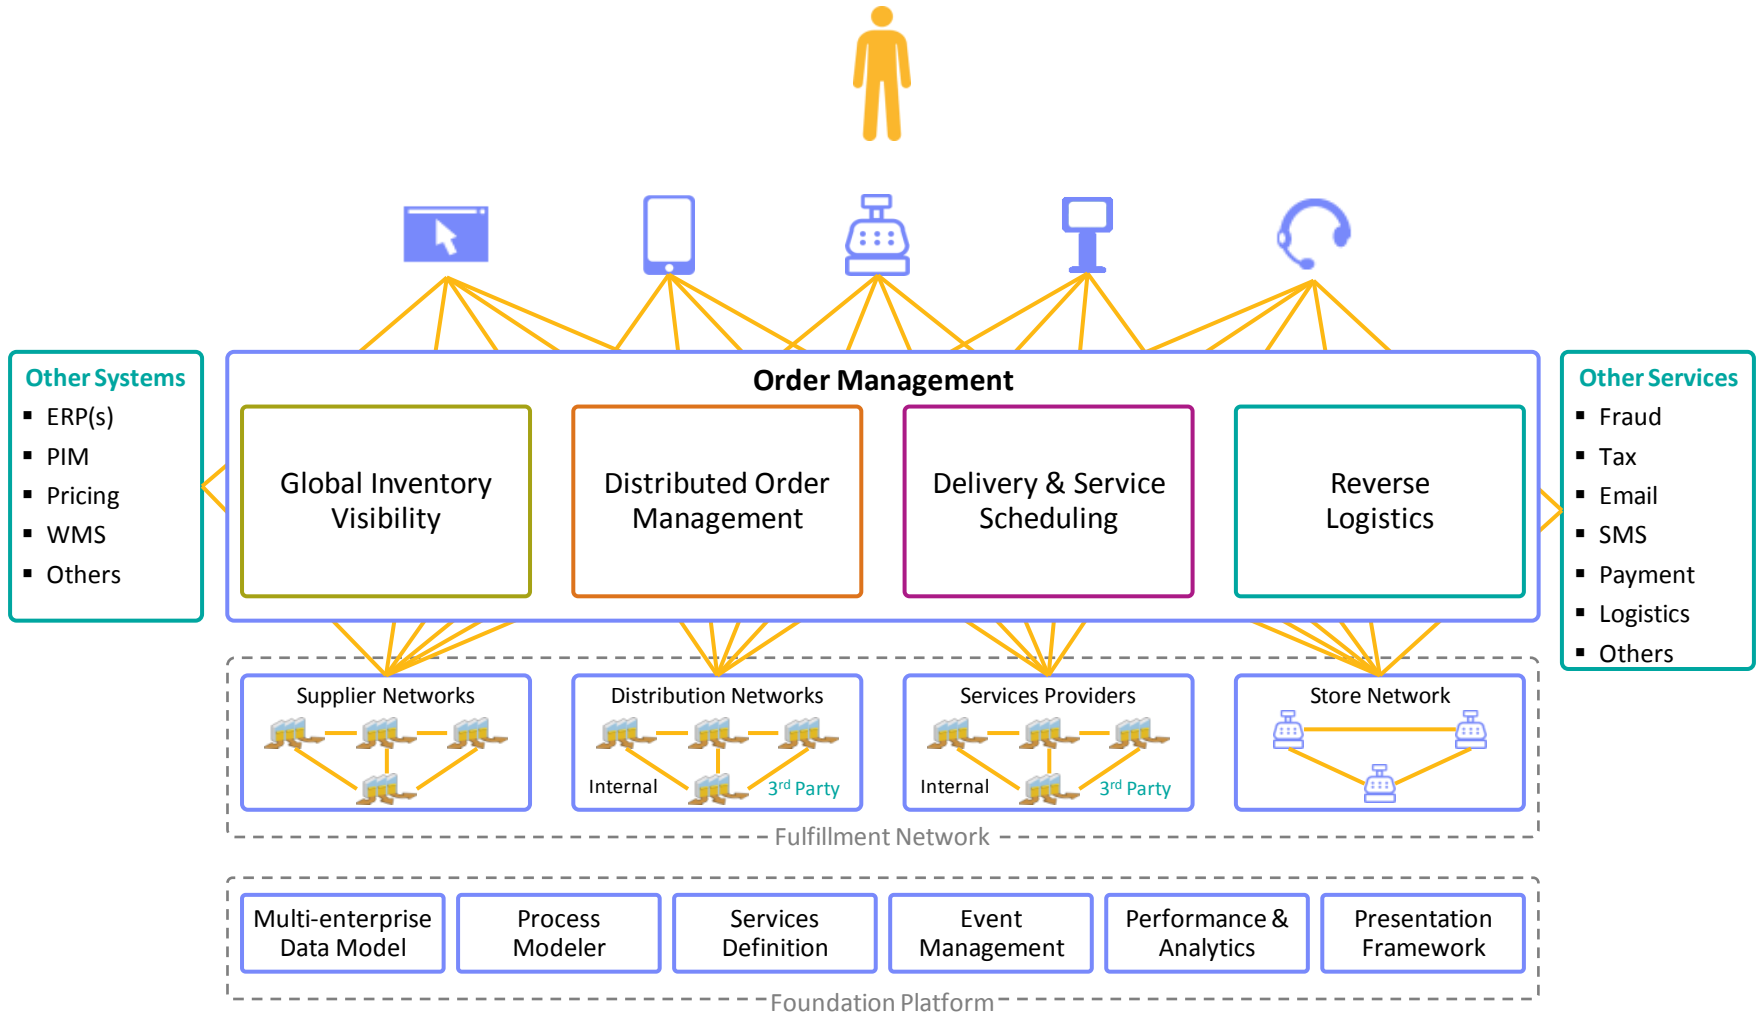 Order Management
Other Systems
▪ ERP(s)
▪ PIM
▪ Pricing
▪ WMS
▪ Others
Global Inventory
Visibility
Distributed Order
Management
Delivery & Service
Scheduling
Reverse
Logistics
Other Services
▪ Fraud
▪ Tax
▪ Email
▪ SMS
▪ Payment
▪ Logistics
▪ Others
Supplier Networks
Distribution Networks
Internal
3rd Party
Services Providers
Internal
3rd Party
Store Network
Fulfillment Network
Multi-enterprise
Data Model
Process
Modeler
Services
Definition
Event
Management
Performance &
Analytics
Presentation
Framework
Foundation Platform